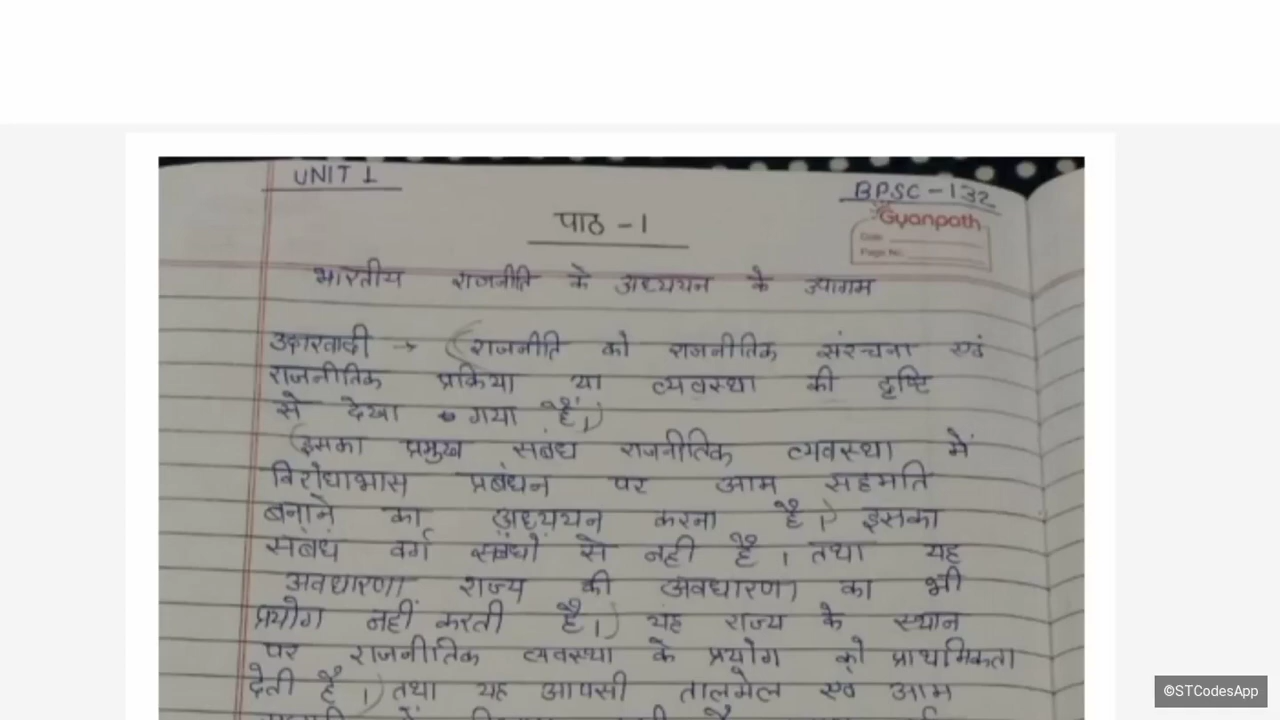 UNIT 1
BPSC-132
Gyanpath
Date
Page No.
पाठ -1
भारतीय राजनीति के अध्ययन के उपागम
उदारवादी → (राजनीति को राजनीतिक संरचना एवं
राजनीतिक प्रक्रिया या व्यवस्था की दृष्टि
से देखा गया है।)
(इसका प्रमुख संबंध राजनीतिक व्यवस्था में
विरोधाभास प्रबंधन पर आम सहमति
बनाने का अध्ययन करना है।) इसका
संबंध वर्ग संबंधों से नही है। तथा यह
अवधारणा राज्य की अवधारणा का भी
प्रयोग नहीं करती है।) यह राज्य के स्थान
पर राजनीतिक व्यवस्था के प्रयोग को प्राथमिकता
देती है।) तथा यह आपसी तालमेल एवं आम
©STCodesApp